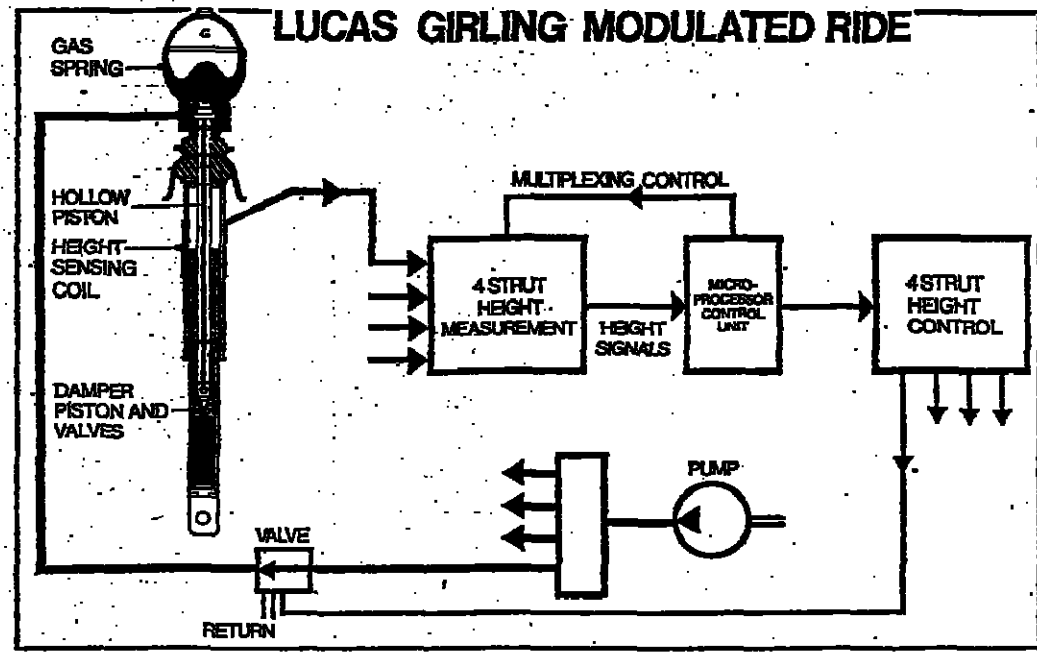 LUCAS GIRLING MODULATED RIDE
GAS
SPRING
G
HOLLOW
PISTON
HEIGHT
SENSING
COIL
DAMPER
PISTON AND
VALVES
MULTIPLEXING CONTROL
4 STRUT
HEIGHT
MEASUREMENT
HEIGHT
SIGNALS
MICRO-
PROCESSOR
CONTROL
UNIT
4 STRUT
HEIGHT
CONTROL
PUMP
VALVE
RETURN